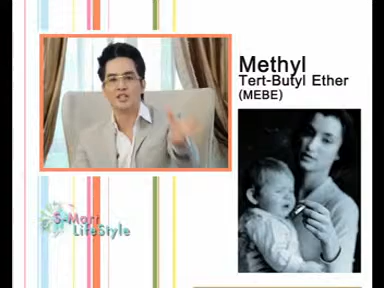 Methyl
Tert-Butyl Ether
(MEBE)
S-Mart
LifeStyle